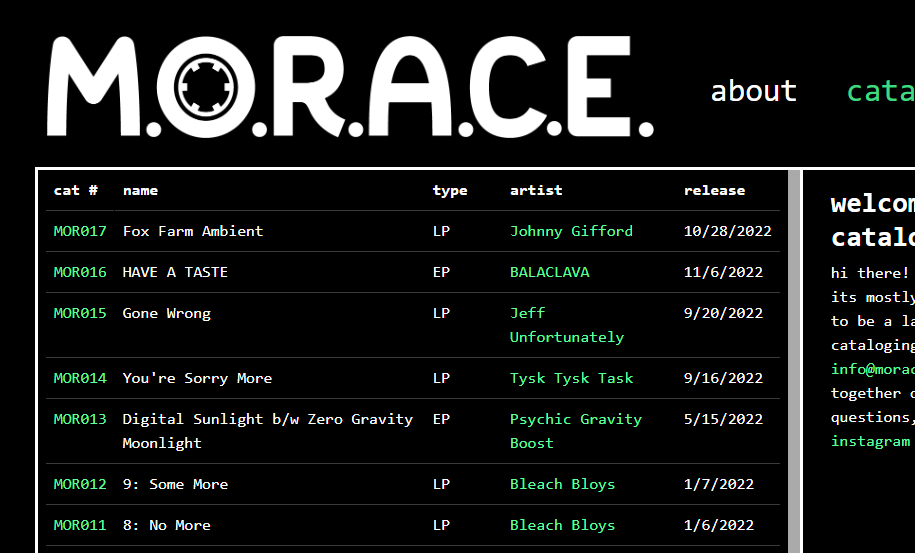 M.O.R.A.C.E.
about cata
cat # name type artist release
MOR017 Fox Farm Ambient LP Johnny Gifford 10/28/2022
MOR016 HAVE A TASTE EP BALACLAVA 11/6/2022
MOR015 Gone Wrong LP Jeff 9/20/2022
Unfortunately
MOR014 You're Sorry More LP Tysk Tysk Task 9/16/2022
MOR013 Digital Sunlight b/w Zero Gravity EP Psychic Gravity 5/15/2022
Moonlight Boost
MOR012 9: Some More LP Bleach Bloys 1/7/2022
MOR011 8: No More LP Bleach Bloys 1/6/2022
welcom
catalo
hi there!
its mostly
to be a la
cataloging
info@morac
together o
questions,
instagram